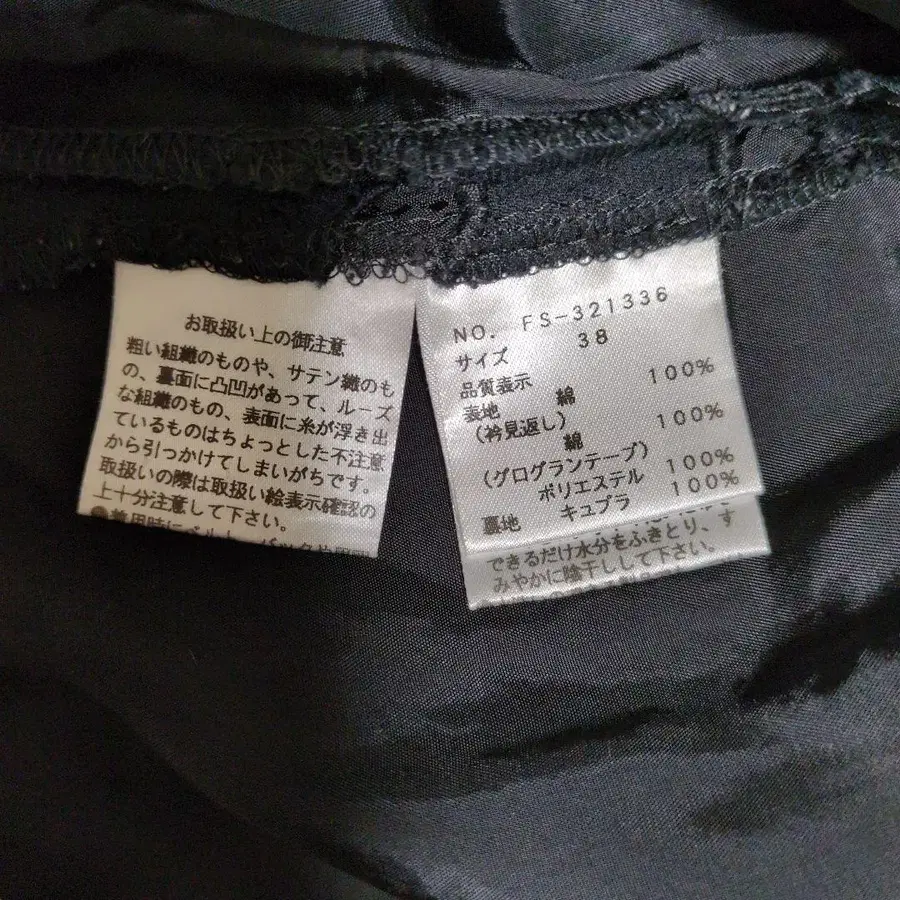 お取扱い上の御注意
粗い組織のものや、サテン織のも
の、裏面に凸凹があって、ルーズ
な組織のもの、表面に糸が浮き出
ているものはちょっとした不注意
から引っかけてしまいがちです。
取扱いの際は取扱い絵表示確認の
上十分注意して下さい。
NO. FS-321336
サイズ 38
品質表示
表地 綿 100%
(衿見返し)
綿 100%
(グログランテープ)
ポリエステル 100%
裏地 キュプラ 100%
できるだけ水分をふきとり、す
みやかに陰干しして下さい。